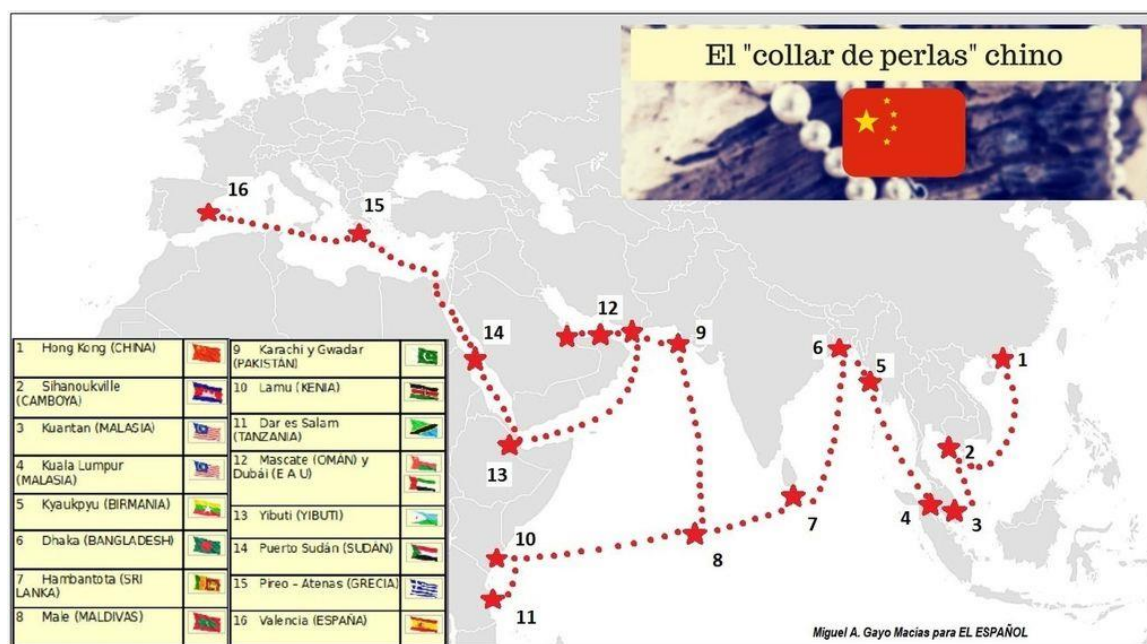 El "collar de perlas" chino
16
15
14
12
9
6
5
1
13
2
10
7
4
3
8
11
1 Hong Kong (CHINA)
2 Sihanoukville
(CAMBOYA)
3 Kuantan (MALASIA)
4 Kuala Lumpur
(MALASIA)
5 Kyaukpyu (BIRMANIA)
6 Dhaka (BANGLADESH)
7 Hambantota (SRI
LANKA)
8 Male (MALDIVAS)
9 Karachi y Gwadar
(PAKISTÁN)
10 Lamu (KENIA)
11 Dar es Salam
(TANZANIA)
12 Mascate (OMÁN) y
Dubái (E A U)
13 Yibuti (YIBUTI)
14 Puerto Sudán (SUDÁN)
15 Pireo - Atenas (GRECIA)
16 Valencia (ESPAÑA)
Miguel A. Gayo Macias para EL ESPAÑOL